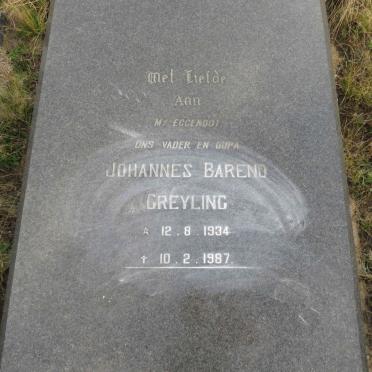 Met Liefde
Aan
My Eggenoot
Ons Vader en Oupa
Johannes Barend
Greyling
* 12.8.1934
† 10.2.1987